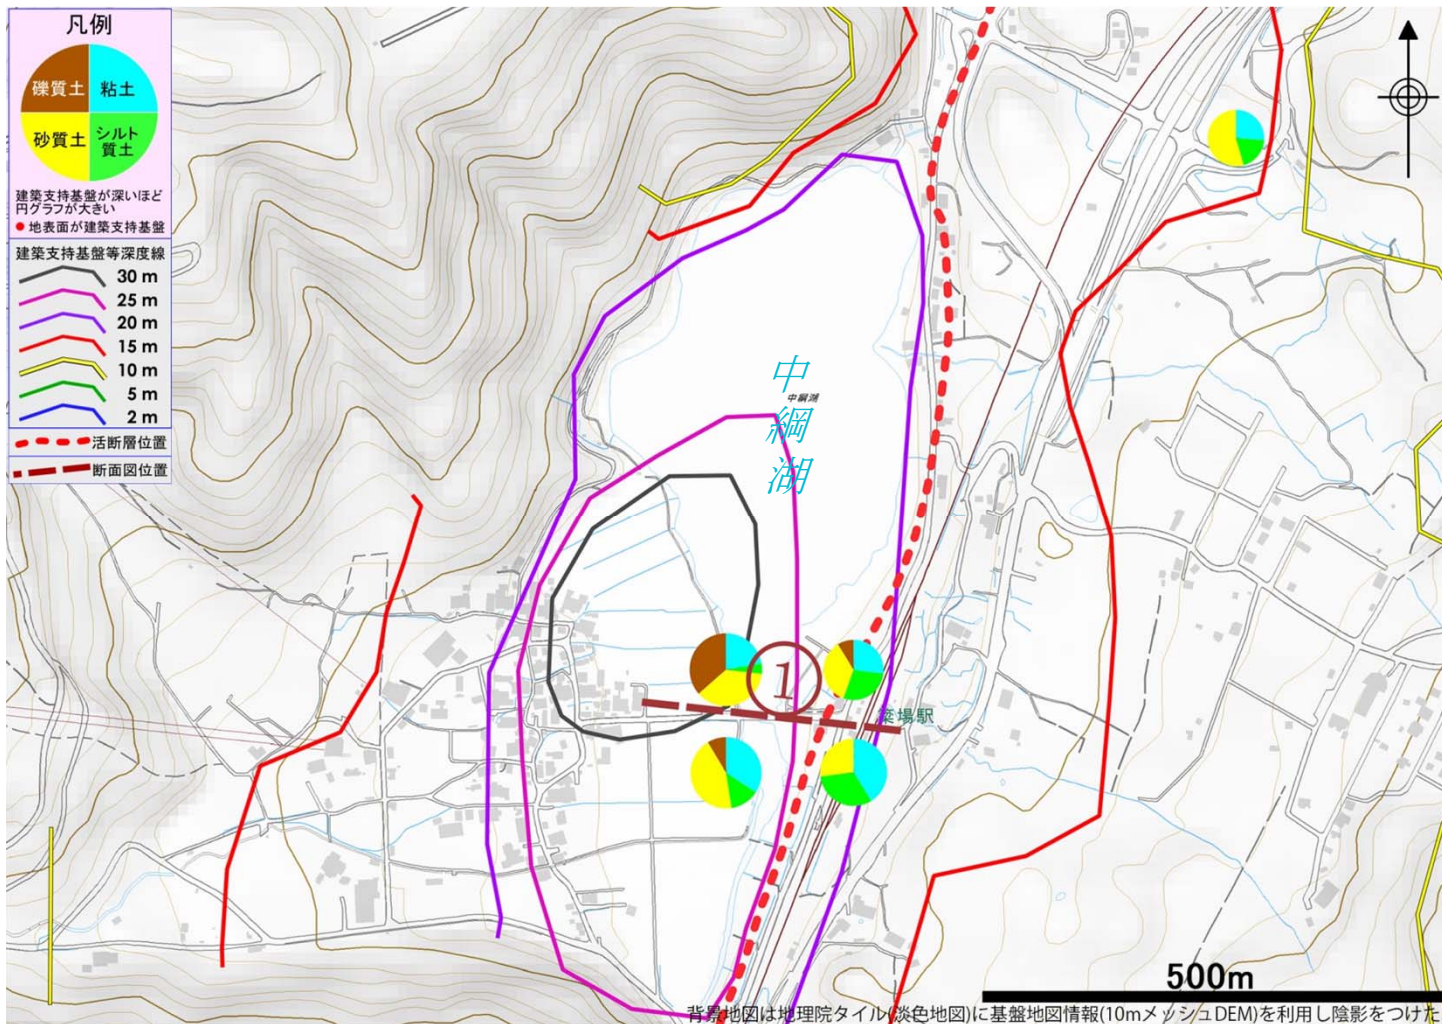 凡例
礫質土
粘土
砂質土
シルト
質土
建築支持基盤が深いほど
円グラフが大きい
地表面が建築支持基盤
建築支持基盤等深度線
30 m
25 m
20 m
15 m
10 m
5 m
2 m
活断層位置
断面図位置
中綱湖
中綱湖
1
簗場駅
500m
背景地図は地理院タイル(淡色地図)に基盤地図情報(10mメッシュDEM)を利用し陰影をつけた